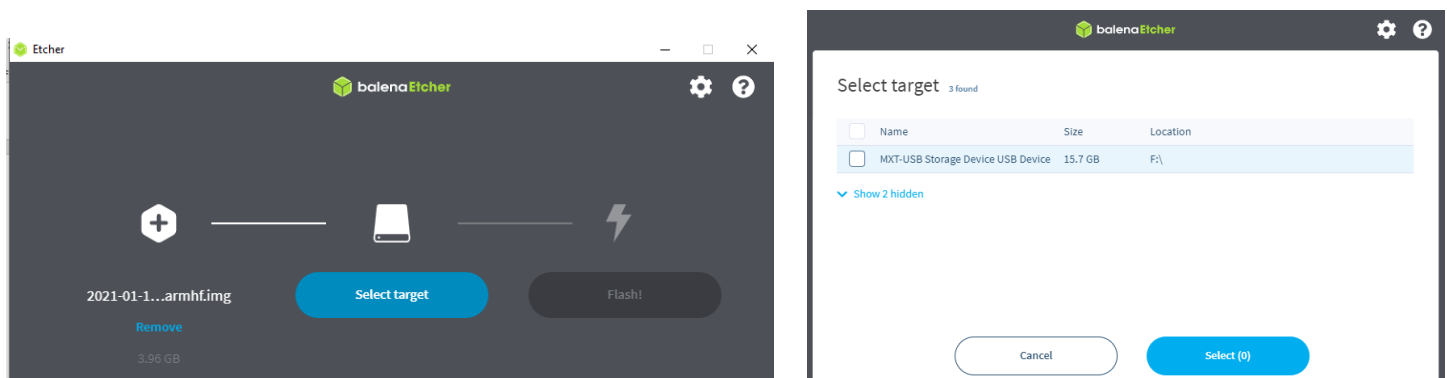 Etcher
balenaEtcher
2021-01-1...armhf.img
Remove
3.96 GB
Select target
Flash!
balenaEtcher
Select target 3 found
Name Size Location
MXT-USB Storage Device USB Device 15.7 GB F:\
Show 2 hidden
Cancel
Select (0)